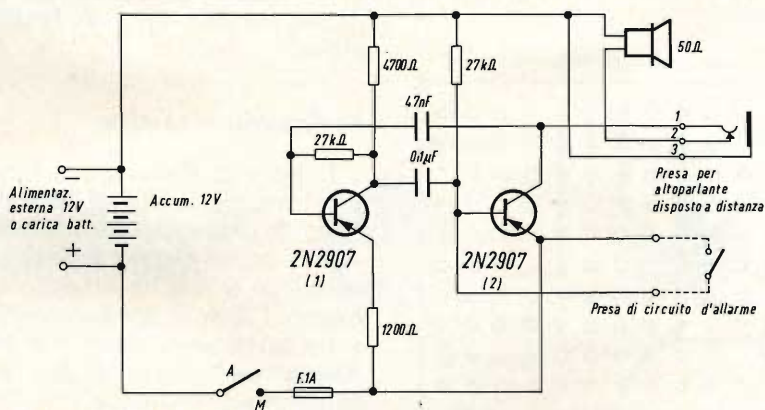 4700Ω
27kΩ
50Ω
47nF
27kΩ
0,1µF
1
2
3
Presa per
altoparlante
disposto a distanza
−
Alimentaz.
esterna 12V
o carica batt.
+
Accum. 12V
2N2907
(1)
2N2907
(2)
Presa di circuito d'allarme
1200Ω
A
M
F.1A